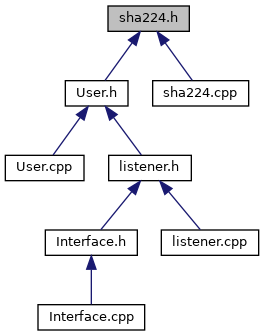 sha224.h
User.h
sha224.cpp
User.cpp
listener.h
Interface.h
listener.cpp
Interface.cpp